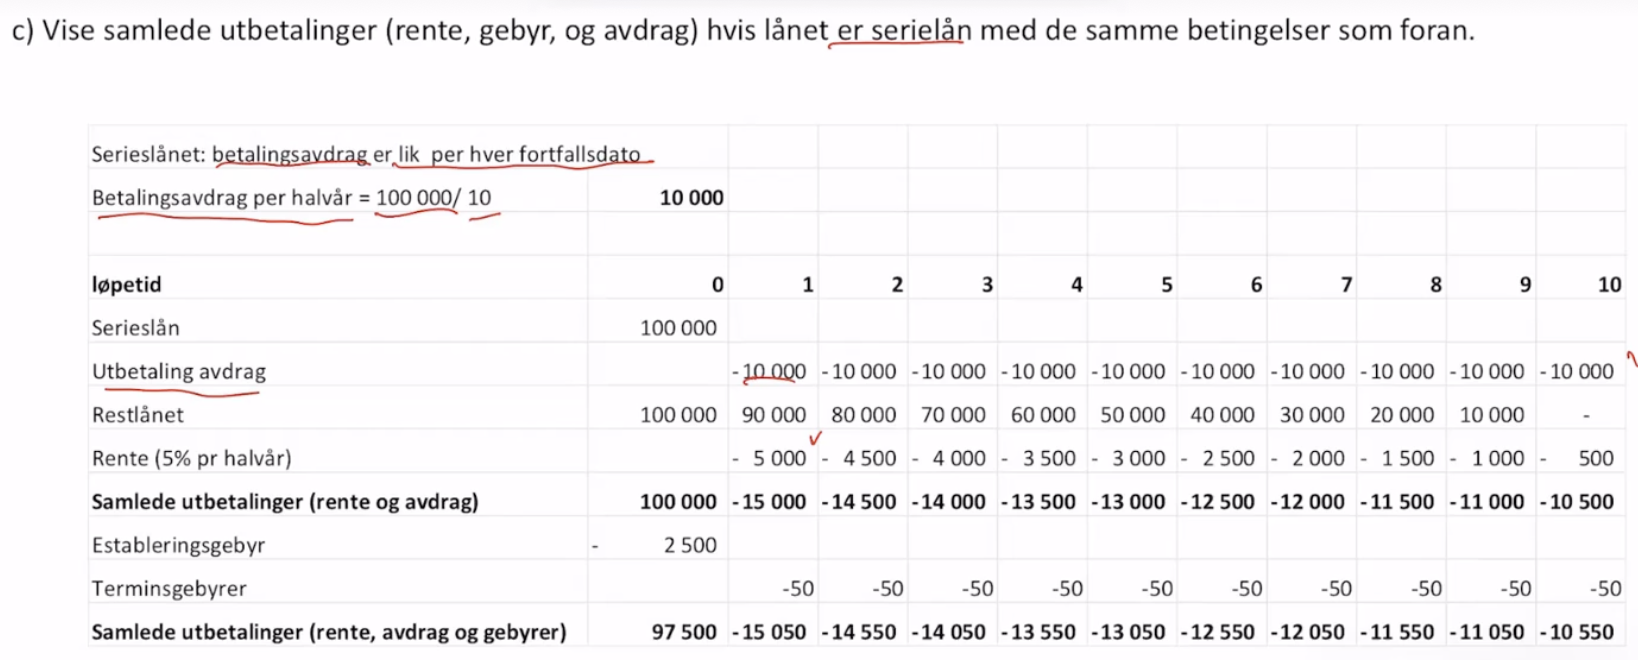 c) Vise samlede utbetalinger (rente, gebyr, og avdrag) hvis lånet er serielån med de samme betingelser som foran.
Serieslånet: betalingsavdrag er lik per hver fortfallsdato
Betalingsavdrag per halvår = 100 000/ 10 10 000
løpetid 0 1 2 3 4 5 6 7 8 9 10
Serieslån 100 000
Utbetaling avdrag -10 000 -10 000 -10 000 -10 000 -10 000 -10 000 -10 000 -10 000 -10 000 -10 000
Restlånet 100 000 90 000 80 000 70 000 60 000 50 000 40 000 30 000 20 000 10 000 -
Rente (5% pr halvår) - 5 000 - 4 500 - 4 000 - 3 500 - 3 000 - 2 500 - 2 000 - 1 500 - 1 000 - 500
Samlede utbetalinger (rente og avdrag) 100 000 -15 000 -14 500 -14 000 -13 500 -13 000 -12 500 -12 000 -11 500 -11 000 -10 500
Etableringsgebyr - 2 500
Terminsgebyrer -50 -50 -50 -50 -50 -50 -50 -50 -50 -50
Samlede utbetalinger (rente, avdrag og gebyrer) 97 500 -15 050 -14 550 -14 050 -13 550 -13 050 -12 550 -12 050 -11 550 -11 050 -10 550